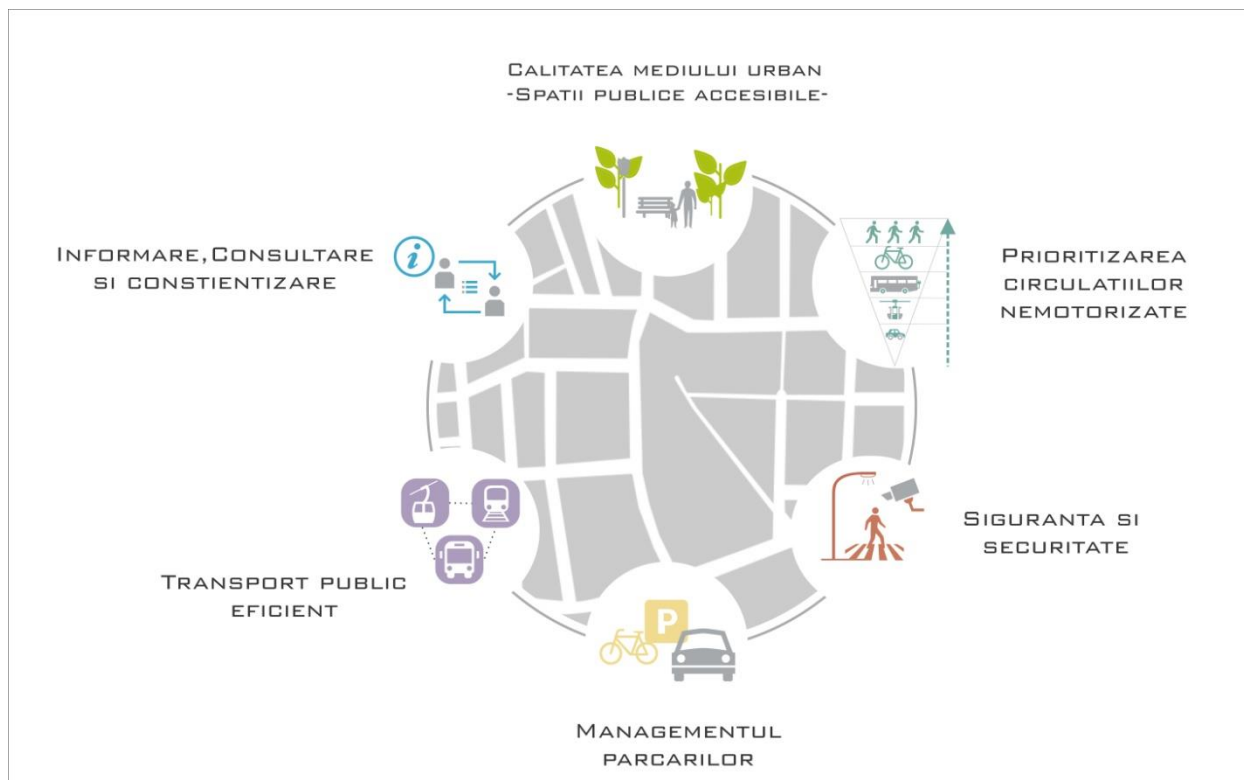 CALITATEA MEDIULUI URBAN
-SPATII PUBLICE ACCESIBILE-
INFORMARE,CONSULTARE
SI CONSTIENTIZARE
i
PRIORITIZAREA
CIRCULATIILOR
NEMOTORIZATE
SIGURANTA SI
SECURITATE
TRANSPORT PUBLIC
EFICIENT
P
MANAGEMENTUL
PARCARILOR